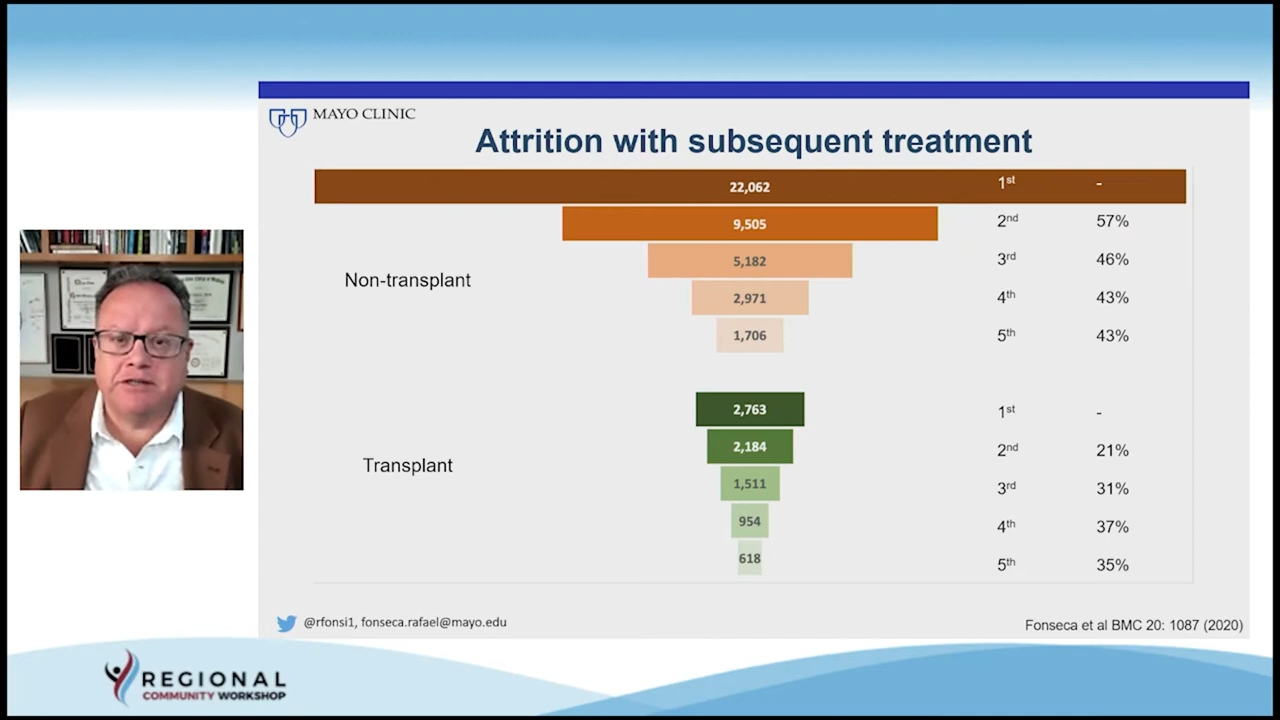 MAYO CLINIC
Attrition with subsequent treatment
22,062 1st -
9,505 2nd 57%
5,182 3rd 46%
Non-transplant
2,971 4th 43%
1,706 5th 43%
2,763 1st -
2,184 2nd 21%
Transplant
1,511 3rd 31%
954 4th 37%
618 5th 35%
@rfonsi1, fonseca.rafael@mayo.edu
Fonseca et al BMC 20: 1087 (2020)
REGIONAL
COMMUNITY WORKSHOP